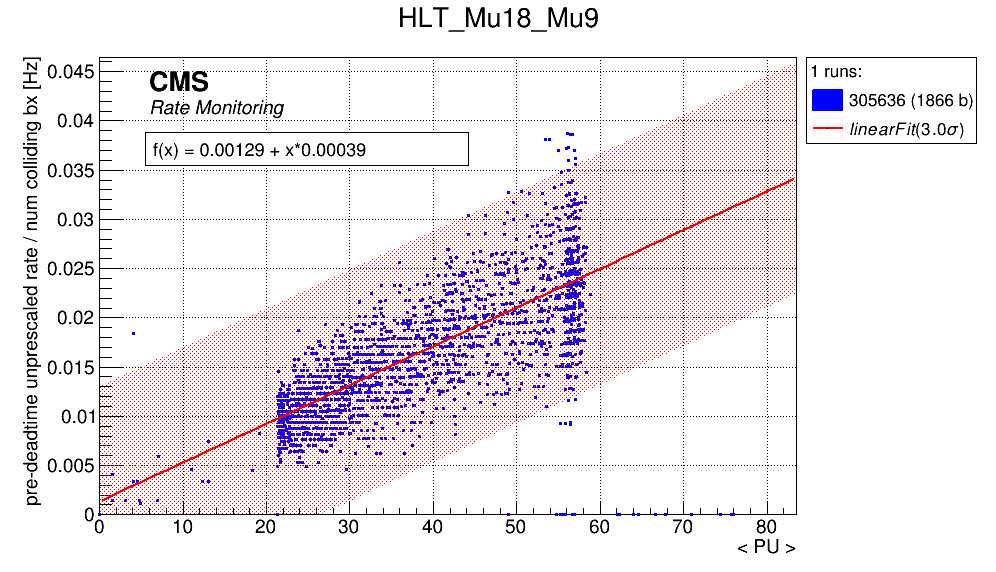 HLT_Mu18_Mu9
pre-deadtime unprescaled rate / num colliding bx [Hz]
0.045
0.04
0.035
0.03
0.025
0.02
0.015
0.01
0.005
0
CMS
Rate Monitoring
f(x) = 0.00129 + x*0.00039
0 10 20 30 40 50 60 70 80
< PU >
1 runs:
305636 (1866 b)
linearFit(3.0σ)